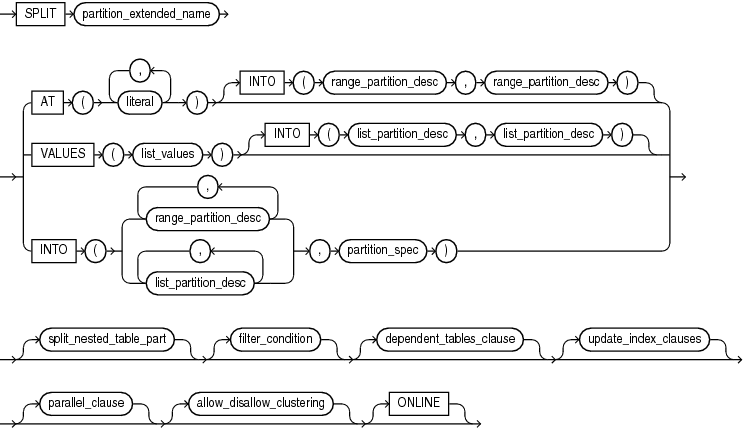 SPLIT partition_extended_name
,
INTO ( range_partition_desc , range_partition_desc )
AT ( literal )
INTO ( list_partition_desc , list_partition_desc )
VALUES ( list_values )
,
range_partition_desc
INTO ( , , partition_spec )
list_partition_desc
split_nested_table_part filter_condition dependent_tables_clause update_index_clauses
parallel_clause allow_disallow_clustering ONLINE